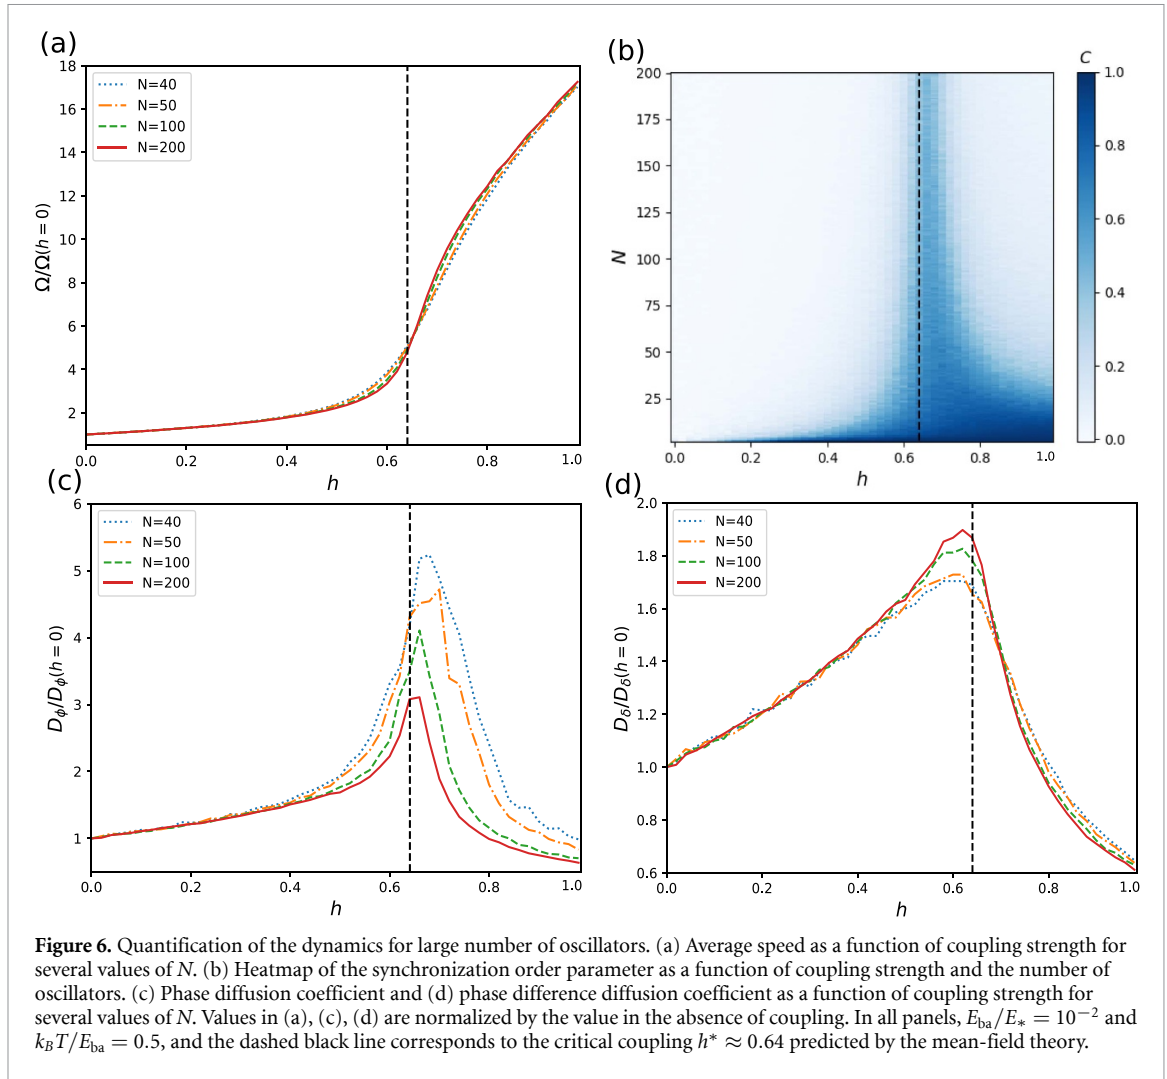 (a)
18
16
14
12
10
8
6
4
2
Ω/Ω(h = 0)
N=40
N=50
N=100
N=200
0.0 0.2 0.4 0.6 0.8 1.0
h
(b)
200
175
150
125
100
75
50
25
N
0.0 0.2 0.4 0.6 0.8 1.0
h
C
1.0
0.8
0.6
0.4
0.2
0.0
(c)
6
5
4
3
2
1
D_ϕ/D_ϕ(h = 0)
N=40
N=50
N=100
N=200
0.0 0.2 0.4 0.6 0.8 1.0
h
(d)
2.0
1.8
1.6
1.4
1.2
1.0
0.8
0.6
D_δ/D_δ(h = 0)
N=40
N=50
N=100
N=200
0.0 0.2 0.4 0.6 0.8 1.0
h
Figure 6. Quantification of the dynamics for large number of oscillators. (a) Average speed as a function of coupling strength for
several values of N. (b) Heatmap of the synchronization order parameter as a function of coupling strength and the number of
oscillators. (c) Phase diffusion coefficient and (d) phase difference diffusion coefficient as a function of coupling strength for
several values of N. Values in (a), (c), (d) are normalized by the value in the absence of coupling. In all panels, E_ba/E_* = 10⁻² and
k_BT/E_ba = 0.5, and the dashed black line corresponds to the critical coupling h* ≈ 0.64 predicted by the mean-field theory.